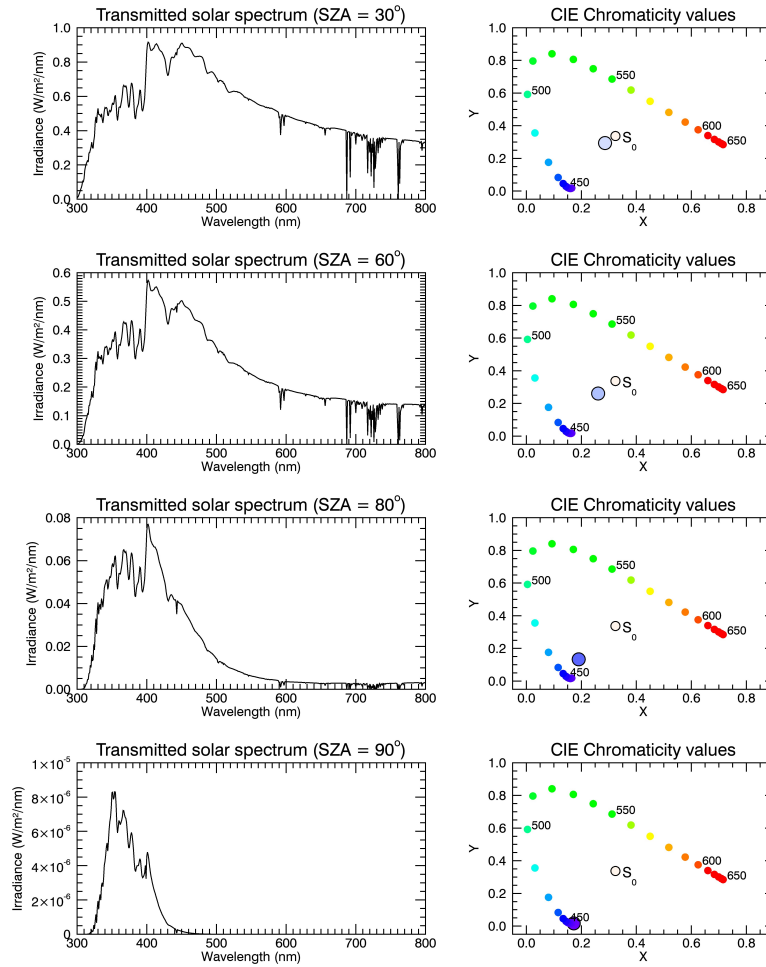 Transmitted solar spectrum (SZA = 30°)
Irradiance (W/m²/nm)
1.0
0.8
0.6
0.4
0.2
0.0
300 400 500 600 700 800
Wavelength (nm)
CIE Chromaticity values
Y
1.0
0.8
0.6
0.4
0.2
0.0
500
550
600
650
450
S0
0.0 0.2 0.4 0.6 0.8
X
Transmitted solar spectrum (SZA = 60°)
Irradiance (W/m²/nm)
0.6
0.5
0.4
0.3
0.2
0.1
0.0
300 400 500 600 700 800
Wavelength (nm)
CIE Chromaticity values
Y
1.0
0.8
0.6
0.4
0.2
0.0
500
550
600
650
450
S0
0.0 0.2 0.4 0.6 0.8
X
Transmitted solar spectrum (SZA = 80°)
Irradiance (W/m²/nm)
0.08
0.06
0.04
0.02
0.00
300 400 500 600 700 800
Wavelength (nm)
CIE Chromaticity values
Y
1.0
0.8
0.6
0.4
0.2
0.0
500
550
600
650
450
S0
0.0 0.2 0.4 0.6 0.8
X
Transmitted solar spectrum (SZA = 90°)
Irradiance (W/m²/nm)
1×10⁻⁵
8×10⁻⁶
6×10⁻⁶
4×10⁻⁶
2×10⁻⁶
0
300 400 500 600 700 800
Wavelength (nm)
CIE Chromaticity values
Y
1.0
0.8
0.6
0.4
0.2
0.0
500
550
600
650
450
S0
0.0 0.2 0.4 0.6 0.8
X